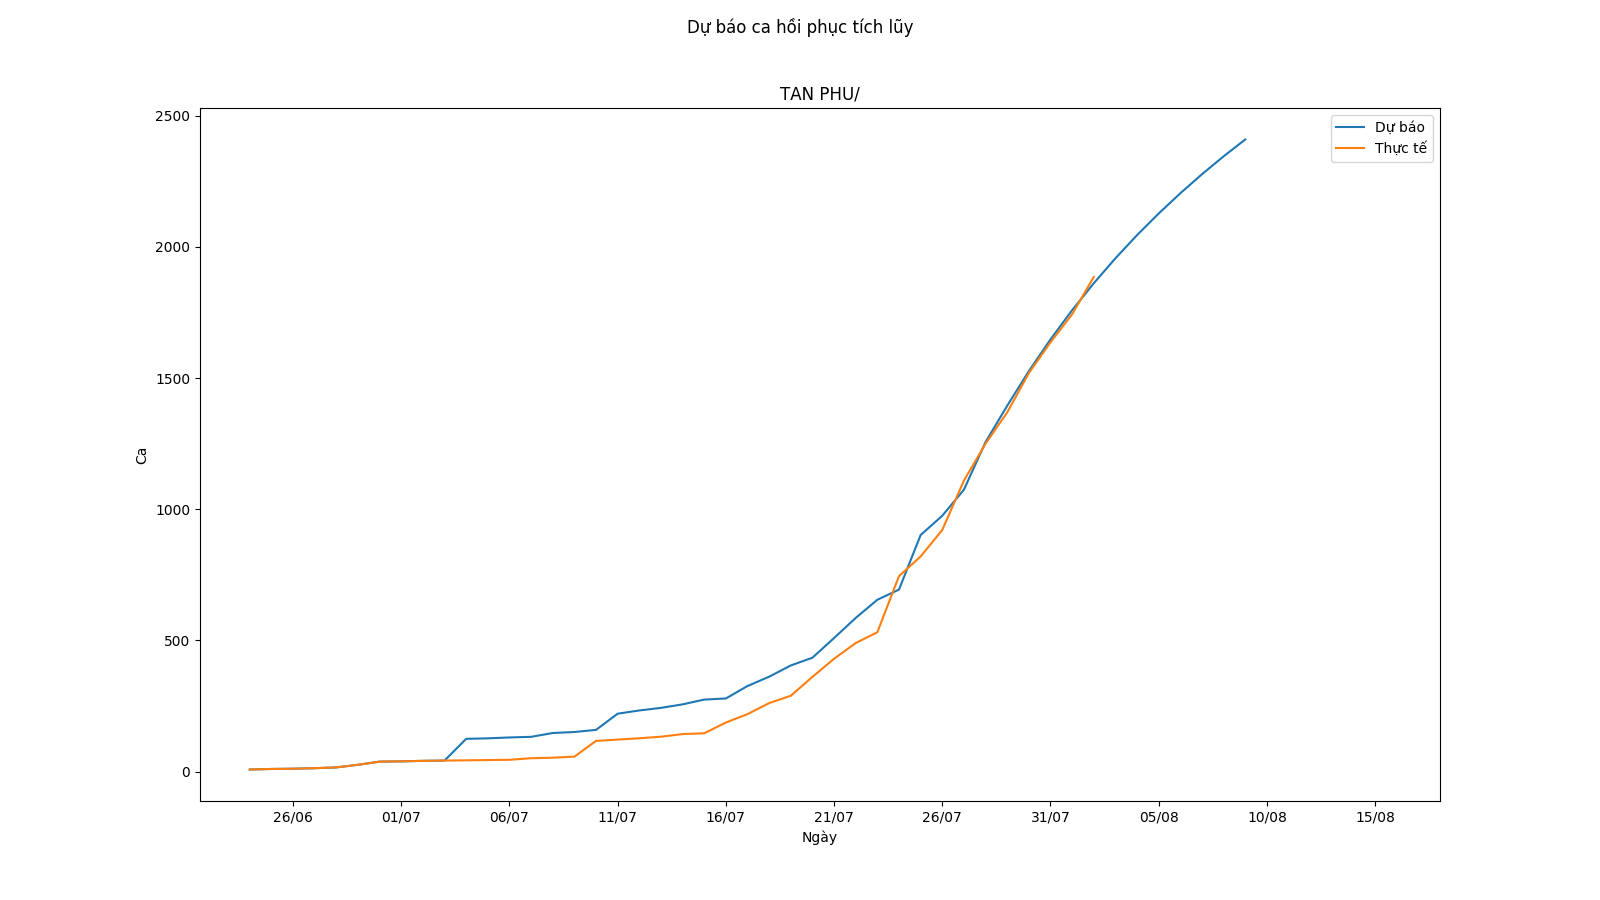 Dự báo ca hồi phục tích lũy
TAN PHU/
2500
2000
1500
1000
500
0
Ca
Dự báo
Thực tế
26/06
01/07
06/07
11/07
16/07
21/07
26/07
31/07
05/08
10/08
15/08
Ngày